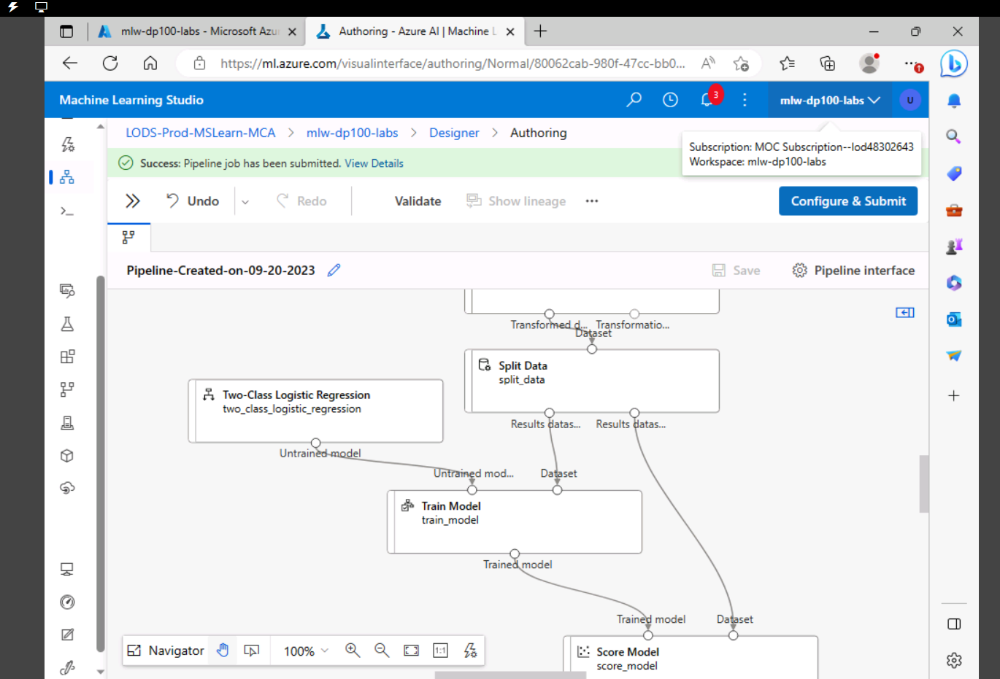 mlw-dp100-labs - Microsoft Azu
Authoring - Azure AI | Machine L
https://ml.azure.com/visualinterface/authoring/Normal/80062cab-980f-47cc-bb0...
Machine Learning Studio
3
mlw-dp100-labs
U
LODS-Prod-MSLearn-MCA > mlw-dp100-labs > Designer > Authoring
Subscription: MOC Subscription--lod48302643
Workspace: mlw-dp100-labs
Success: Pipeline job has been submitted. View Details
Undo
Redo
Validate
Show lineage
Configure & Submit
Pipeline-Created-on-09-20-2023
Save
Pipeline interface
Transformed d...
Transformatio...
Dataset
Split Data
split_data
Two-Class Logistic Regression
two_class_logistic_regression
Results datas...
Results datas...
Untrained model
Untrained mod...
Dataset
Train Model
train_model
Trained model
Trained model
Dataset
Navigator
100%
1:1
Score Model
score_model